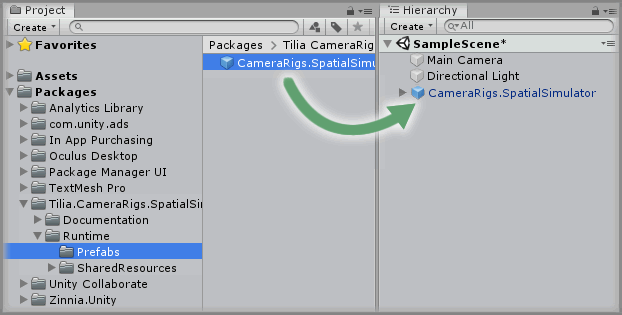 Project
Create
Favorites
Assets
Packages
Analytics Library
com.unity.ads
In App Purchasing
Oculus Desktop
Package Manager UI
TextMesh Pro
Tilia.CameraRigs.SpatialSi
Documentation
Runtime
Prefabs
SharedResources
Unity Collaborate
Zinnia.Unity
Packages Tilia CameraRig
CameraRigs.SpatialSimu
Hierarchy
Create All
SampleScene*
Main Camera
Directional Light
CameraRigs.SpatialSimulator